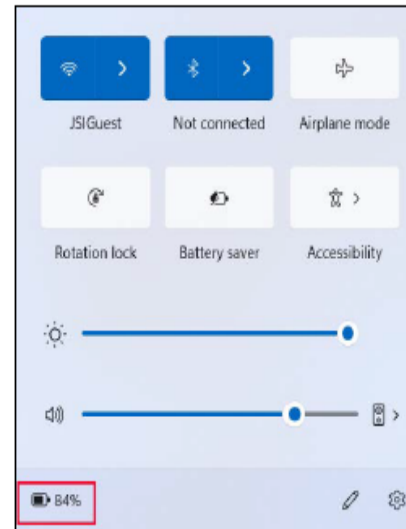 JSIGuest Not connected Airplane mode
Rotation lock Battery saver Accessibility
84%